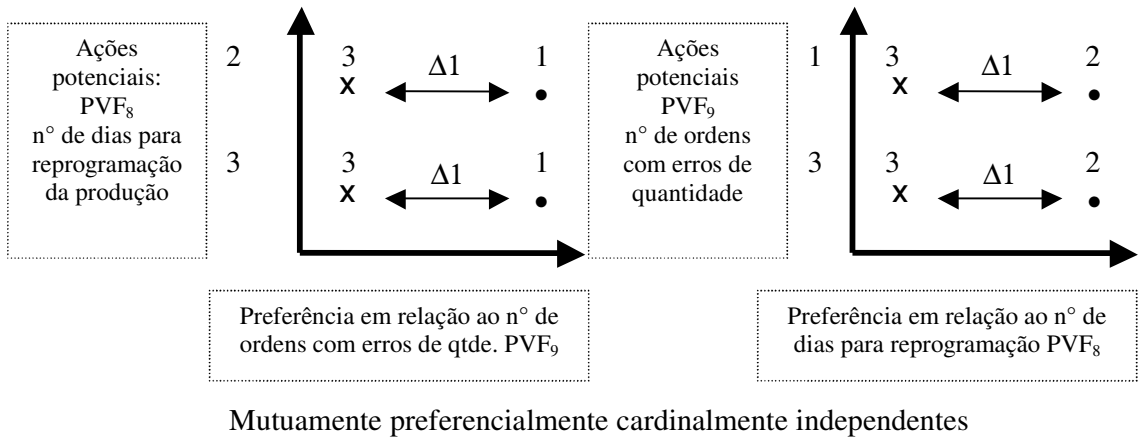 Ações
potenciais:
PVF₈
n° de dias para
reprogramação
da produção
2 3 1
Δ1
x •
3 3 1
Δ1
x •
Preferência em relação ao n° de
ordens com erros de qtde. PVF₉
Ações
potenciais
PVF₉
n° de ordens
com erros de
quantidade
1 3 2
Δ1
x •
3 3 2
Δ1
x •
Preferência em relação ao n° de
dias para reprogramação PVF₈
Mutuamente preferencialmente cardinalmente independentes